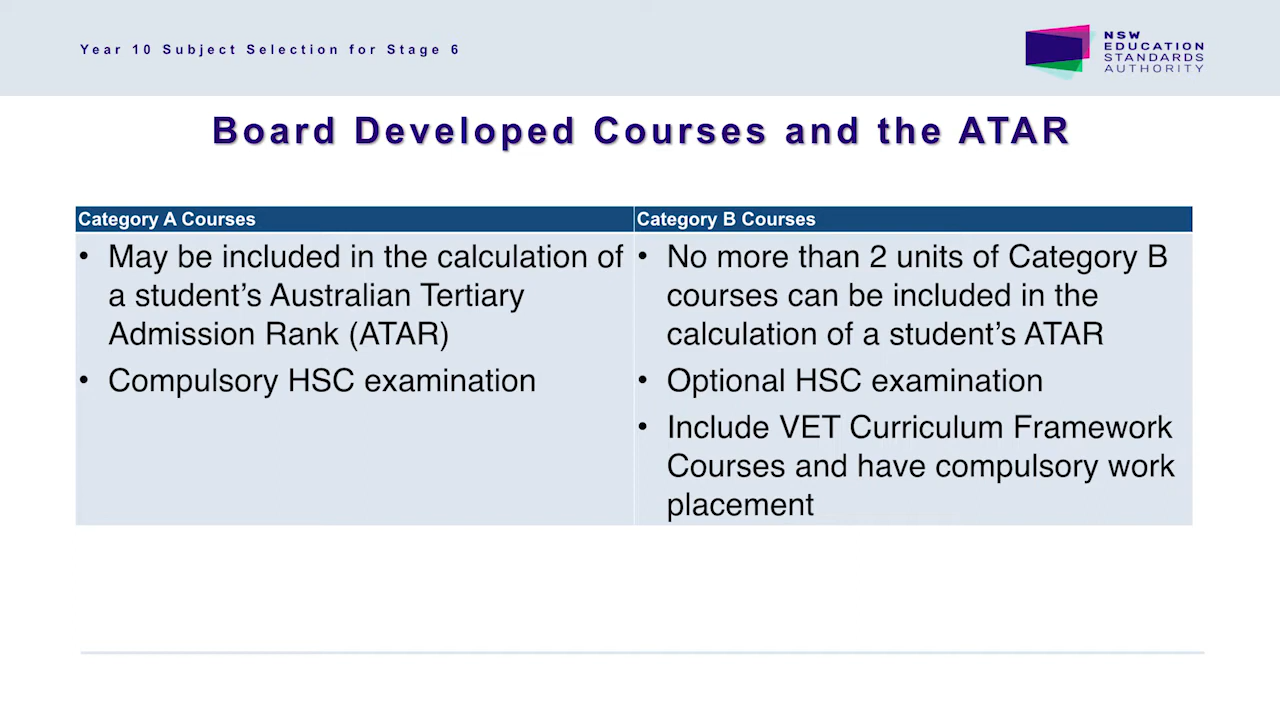 Year 10 Subject Selection for Stage 6
NSW
EDUCATION
STANDARDS
AUTHORITY
Board Developed Courses and the ATAR
Category A Courses
• May be included in the calculation of
a student’s Australian Tertiary
Admission Rank (ATAR)
• Compulsory HSC examination
Category B Courses
• No more than 2 units of Category B
courses can be included in the
calculation of a student’s ATAR
• Optional HSC examination
• Include VET Curriculum Framework
Courses and have compulsory work
placement